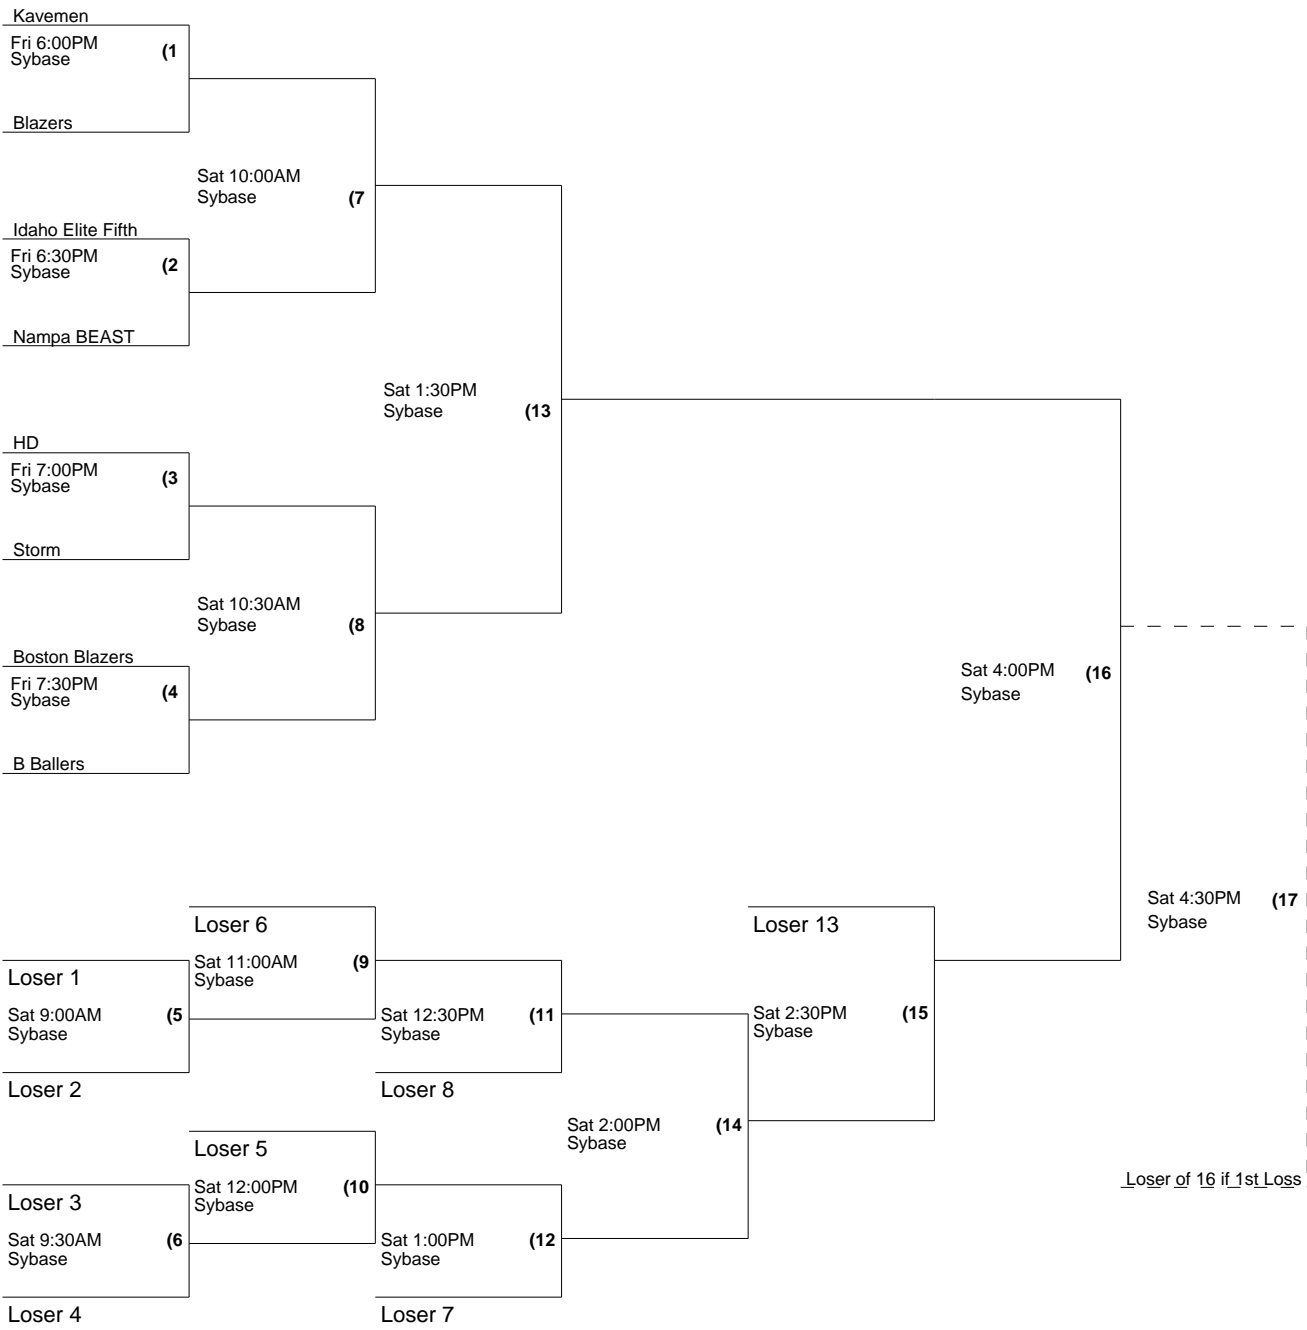 Kavemen
Fri 6:00PM
Sybase
(1
Blazers
Sat 10:00AM
Sybase
(7
Idaho Elite Fifth
Fri 6:30PM
Sybase
(2
Nampa BEAST
Sat 1:30PM
Sybase
(13
HD
Fri 7:00PM
Sybase
(3
Storm
Sat 10:30AM
Sybase
(8
Boston Blazers
Fri 7:30PM
Sybase
(4
B Ballers
Sat 4:00PM
Sybase
(16
Sat 4:30PM
Sybase
(17
Loser 6
Sat 11:00AM
Sybase
(9
Loser 1
Sat 9:00AM
Sybase
(5
Loser 2
Sat 12:30PM
Sybase
(11
Loser 8
Loser 13
Sat 2:30PM
Sybase
(15
Sat 2:00PM
Sybase
(14
Loser 5
Sat 12:00PM
Sybase
(10
Loser 3
Sat 9:30AM
Sybase
(6
Loser 4
Sat 1:00PM
Sybase
(12
Loser 7
Loser of 16 if 1st Loss